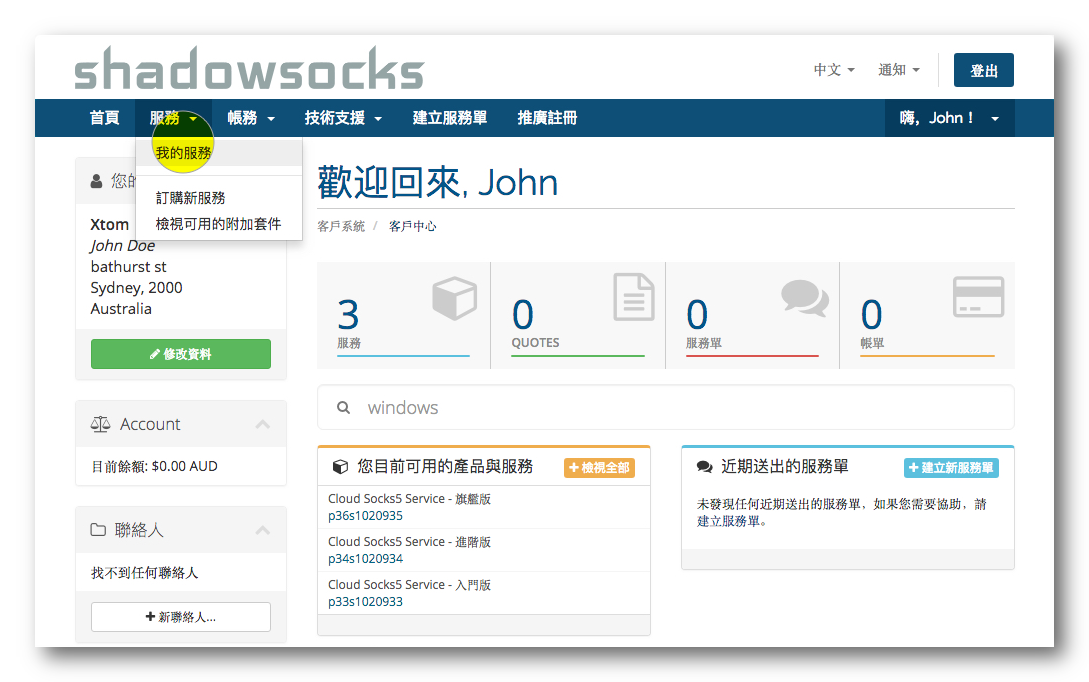 shadowsocks
中文
通知
登出
首頁
服務
帳務
技術支援
建立服務單
推廣註冊
嗨，John！
我的服務
訂購新服務
檢視可用的附加套件
您的
Xtom
John Doe
bathurst st
Sydney, 2000
Australia
修改資料
Account
目前餘額: $0.00 AUD
聯絡人
找不到任何聯絡人
新聯絡人...
歡迎回來, John
客戶系統 / 客戶中心
3
服務
0
QUOTES
0
服務單
0
帳單
windows
您目前可用的產品與服務
檢視全部
Cloud Socks5 Service - 旗艦版
p36s1020935
Cloud Socks5 Service - 進階版
p34s1020934
Cloud Socks5 Service - 入門版
p33s1020933
近期送出的服務單
建立新服務單
未發現任何近期送出的服務單，如果您需要協助，請
建立服務單。